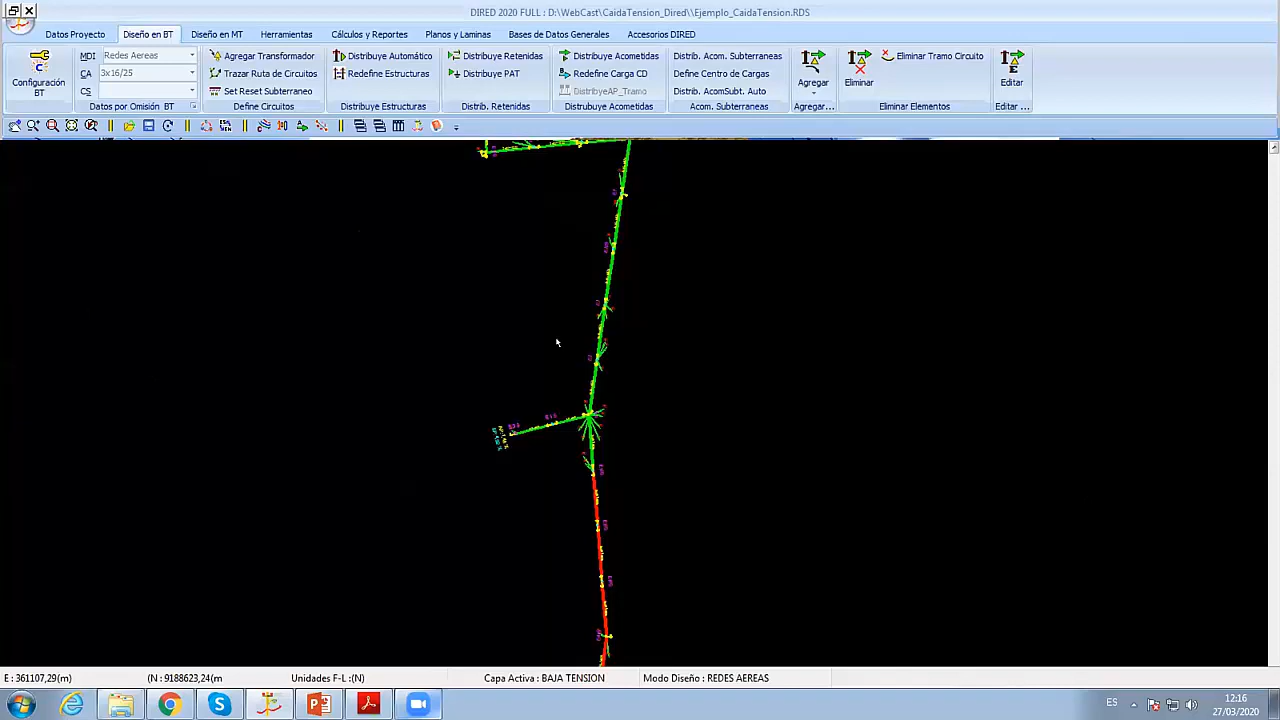 DIRED 2020 FULL : D:\WebCast\CaidaTension_Dired\\Ejemplo_CaidaTension.RDS
Datos Proyecto
Diseño en BT
Diseño en MT
Herramientas
Cálculos y Reportes
Planos y Laminas
Bases de Datos Generales
Accesorios DIRED
Configuración
BT
MDI
Redes Aereas
CA
3x16/25
CS
Datos por Omisión BT
Agregar Transformador
Trazar Ruta de Circuitos
Set Reset Subterraneo
Define Circuitos
Distribuye Automático
Redefine Estructuras
Distribuye Estructuras
Distribuye Retenidas
Distribuye PAT
Distrib. Retenidas
Distribuye Acometidas
Redefine Carga CD
DistribyeAP_Tramo
Distrubuye Acometidas
Distrib. Acom. Subterraneas
Define Centro de Cargas
Distrib. AcomSubt. Auto
Acom. Subterraneas
Agregar
Agregar...
Eliminar
Eliminar Tramo Circuito
Eliminar Elementos
Editar
Editar ...
E : 361107,29(m)
(N : 9188623,24(m
Unidades F-L :(N)
Capa Activa : BAJA TENSION
Modo Diseño : REDES AEREAS
ES
12:16
27/03/2020